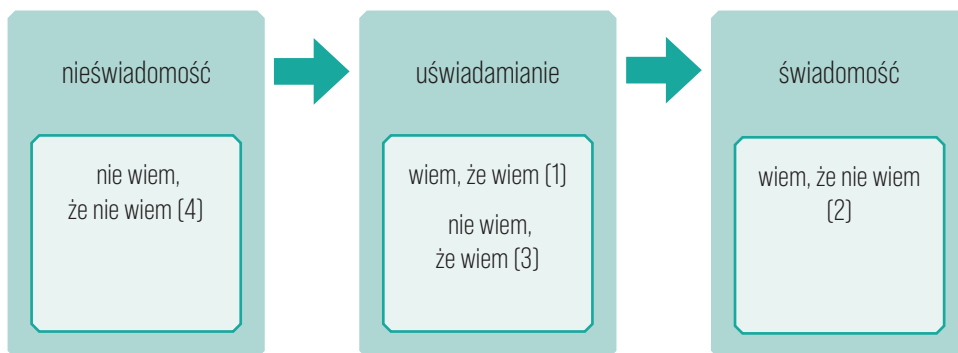 nieświadomość
nie wiem,
że nie wiem (4)
uświadamianie
wiem, że wiem (1)
nie wiem,
że wiem (3)
świadomość
wiem, że nie wiem
(2)